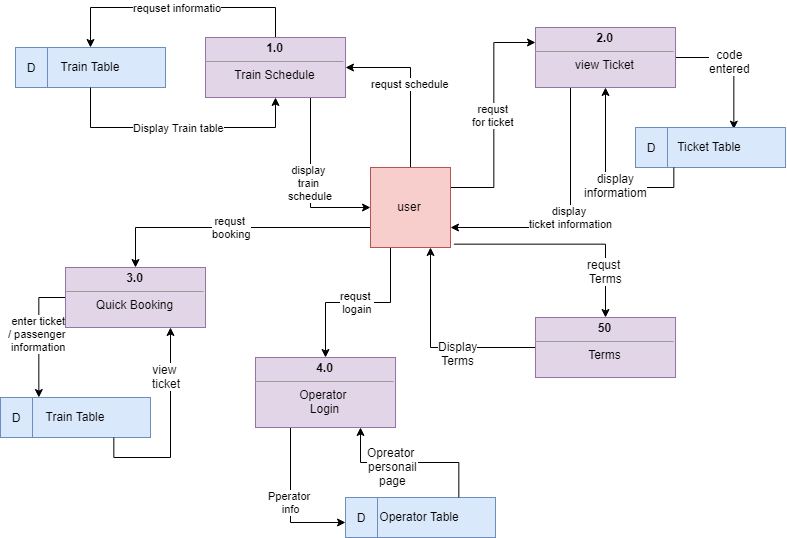 requset informatio
1.0
Train Schedule
D
Train Table
Display Train table
requst schedule
display
train
schedule
2.0
view Ticket
code
entered
requst
for ticket
D
Ticket Table
display
informatiom
display
ticket information
user
requst
booking
3.0
Quick Booking
enter ticket
/ passenger
information
view
ticket
D
Train Table
requst
logain
4.0
Operator
Login
requst
Terms
50
Terms
Display
Terms
Opreator
personail
page
Pperator
info
D
Operator Table